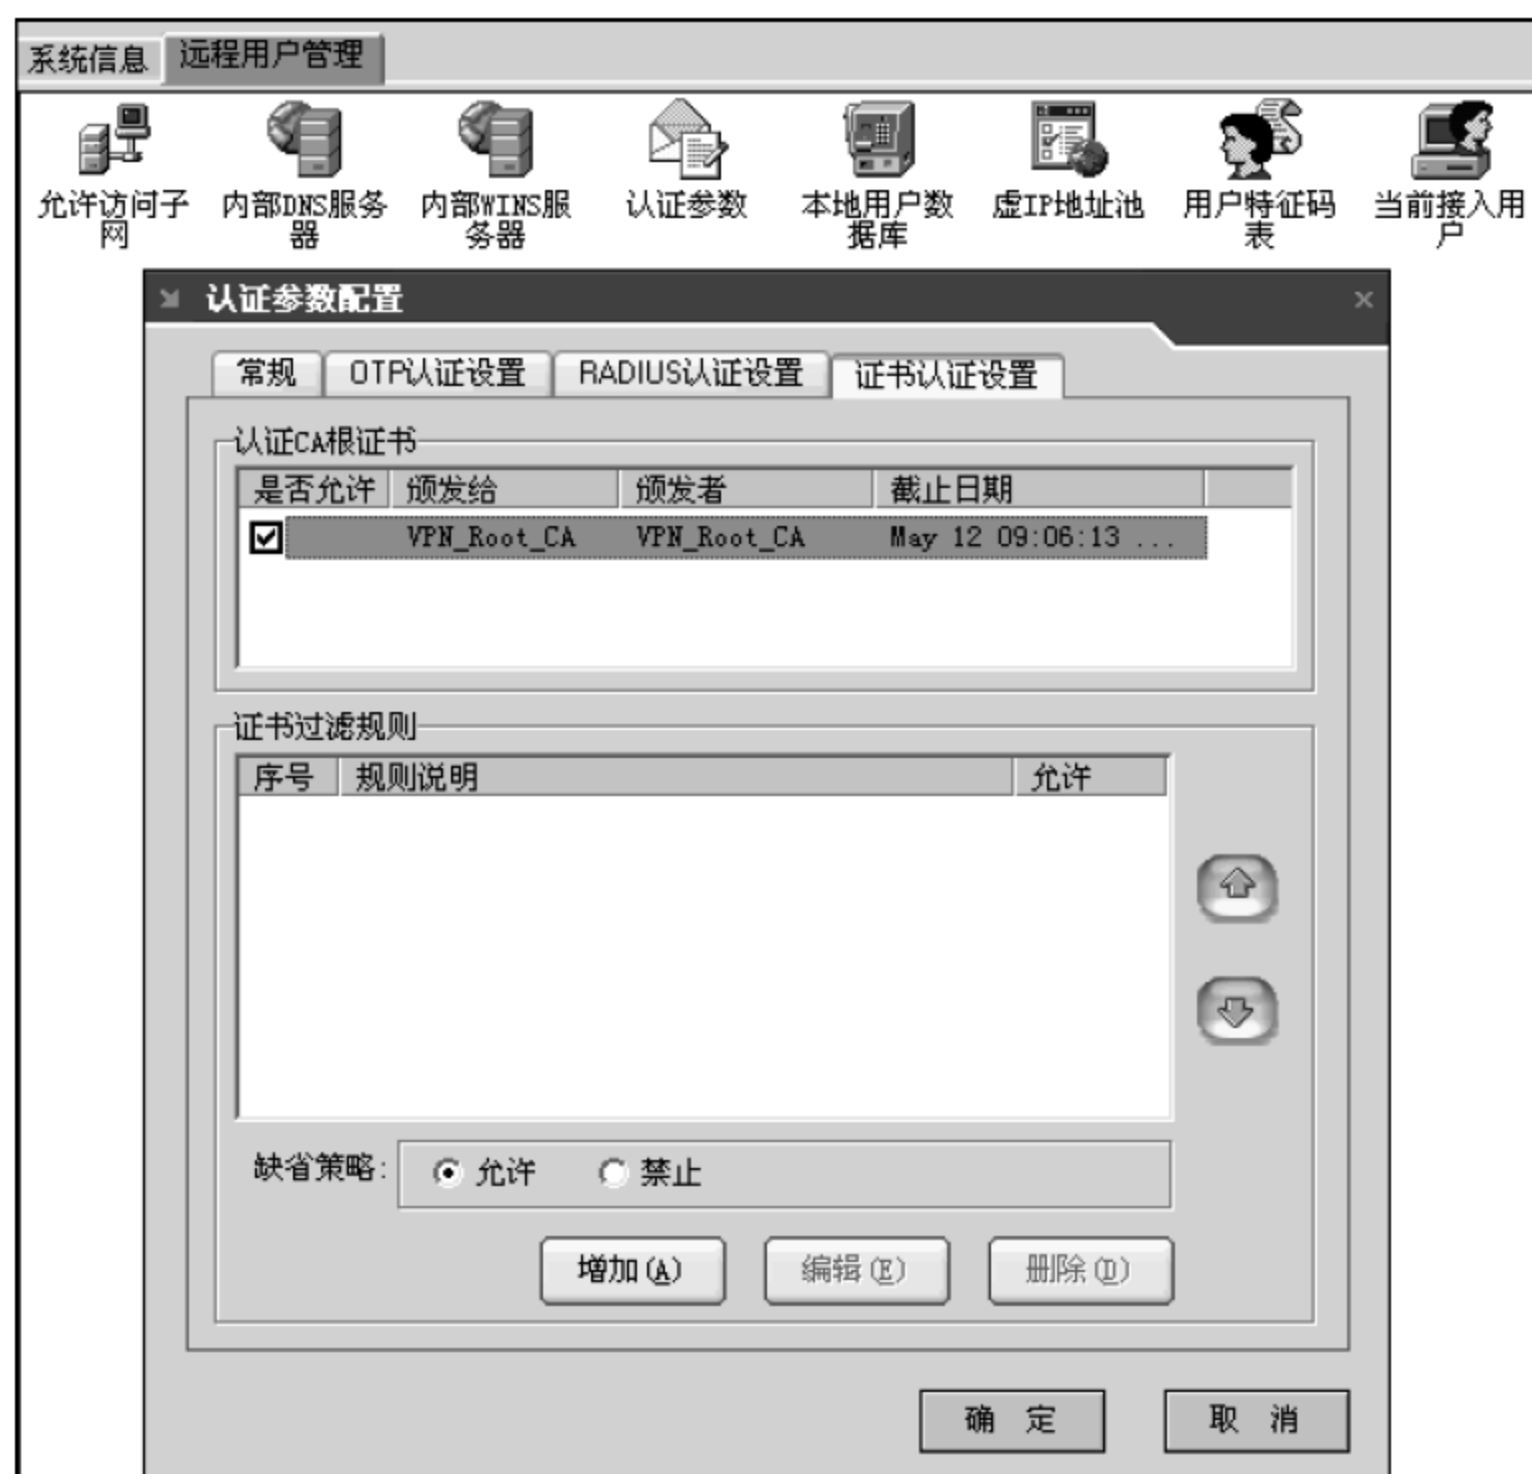 系统信息 远程用户管理
允许访问子网 内部DNS服务器 内部WINS服务器 认证参数 本地用户数据库 虚IP地址池 用户特征码表 当前接入用户
认证参数配置
常规 OTP认证设置 RADIUS认证设置 证书认证设置
认证CA根证书
是否允许 颁发给 颁发者 截止日期
VPN_Root_CA VPN_Root_CA May 12 09:06:13 ...
证书过滤规则
序号 规则说明 允许
缺省策略: 允许 禁止
增加(A) 编辑(E) 删除(D)
确 定 取 消